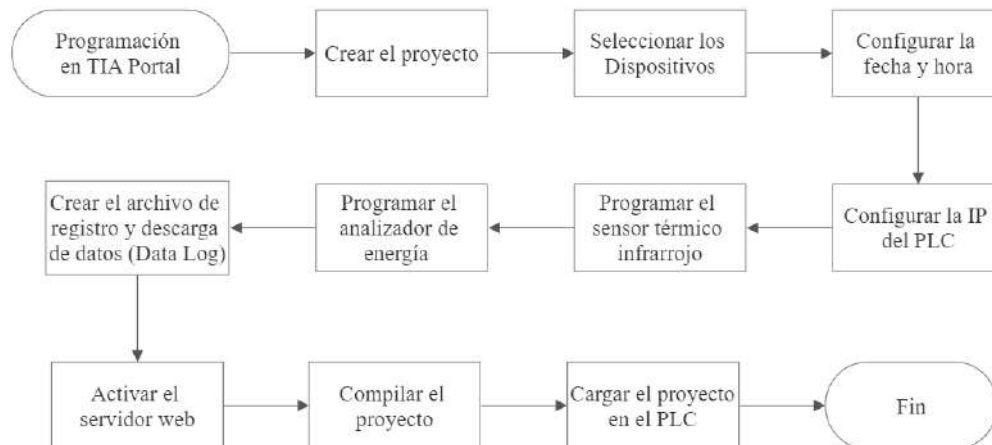 Programación
en TIA Portal
Crear el proyecto
Seleccionar los
Dispositivos
Configurar la
fecha y hora
Configurar la IP
del PLC
Programar el
sensor térmico
infrarrojo
Programar el
analizador de
energía
Crear el archivo de
registro y descarga
de datos (Data Log)
Activar el
servidor web
Compilar el
proyecto
Cargar el proyecto
en el PLC
Fin